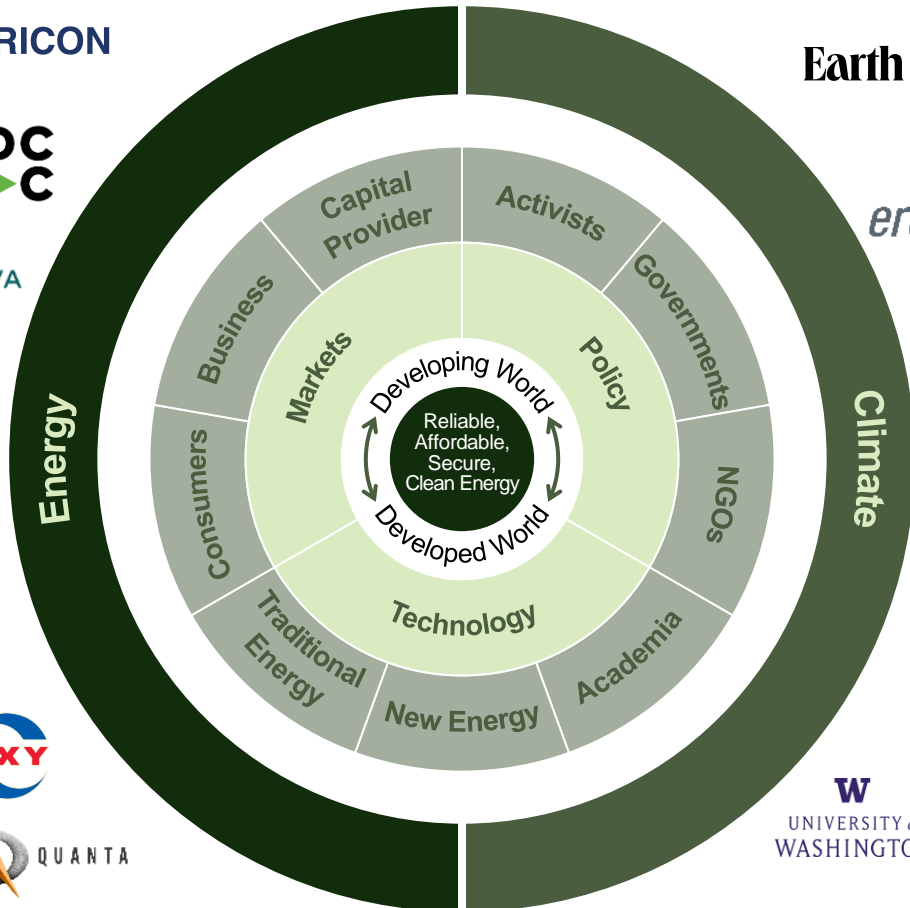 RICON
Earth
Capital
Provider
Activists
Business
Governments
Markets
Policy
Developing World
Reliable,
Affordable,
Secure,
Clean Energy
Developed World
Energy
Climate
Consumers
NGOs
Technology
Traditional
Energy
New Energy
Academia
XY
QUANTA
W
UNIVERSITY
WASHINGTO